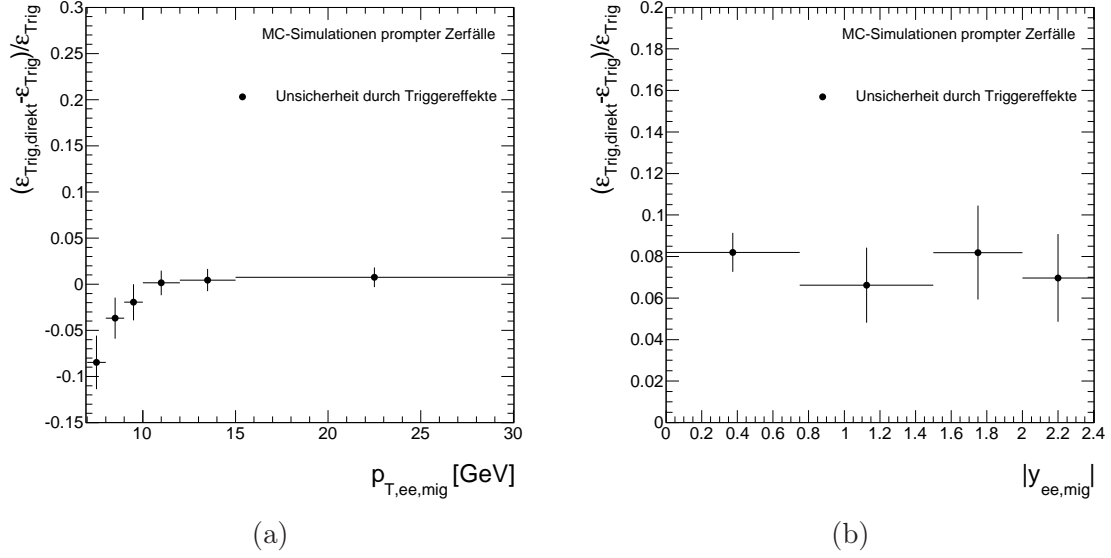 (ε_Trig,direkt-ε_Trig)/ε_Trig
0.3
0.25
0.2
0.15
0.1
0.05
0
-0.05
-0.1
-0.15
MC-Simulationen prompter Zerfälle
Unsicherheit durch Triggereffekte
10 15 20 25 30
p_T,ee,mig [GeV]
(a)
(ε_Trig,direkt-ε_Trig)/ε_Trig
0.2
0.18
0.16
0.14
0.12
0.1
0.08
0.06
0.04
0.02
0
MC-Simulationen prompter Zerfälle
Unsicherheit durch Triggereffekte
0 0.2 0.4 0.6 0.8 1 1.2 1.4 1.6 1.8 2 2.2 2.4
|y_ee,mig|
(b)